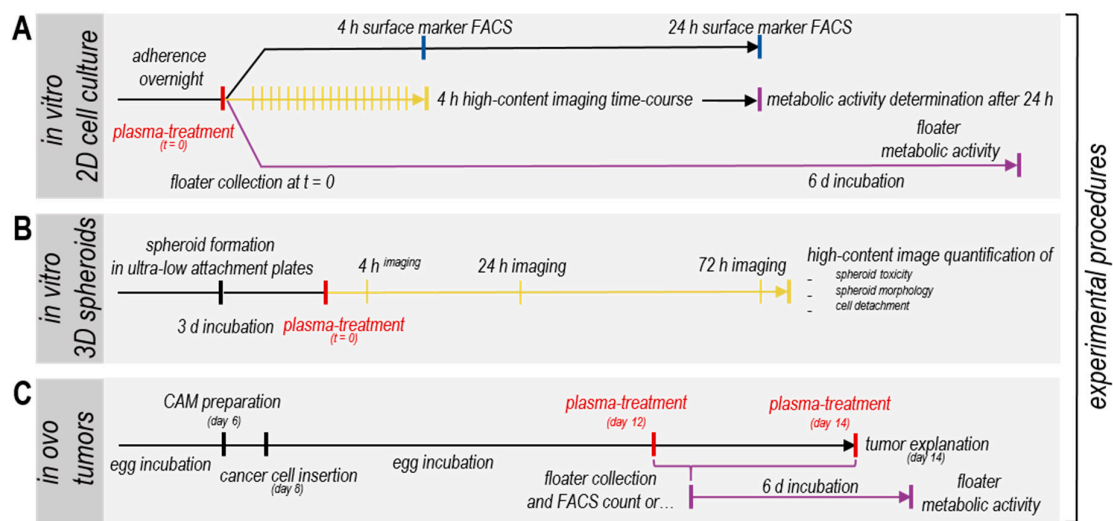 A
in vitro
2D cell culture
adherence
overnight
plasma-treatment
(t = 0)
4 h surface marker FACS
24 h surface marker FACS
4 h high-content imaging time-course
metabolic activity determination after 24 h
floater
metabolic activity
floater collection at t = 0
6 d incubation
B
in vitro
3D spheroids
spheroid formation
in ultra-low attachment plates
3 d incubation
plasma-treatment
(t = 0)
4 h imaging
24 h imaging
72 h imaging
high-content image quantification of
- spheroid toxicity
- spheroid morphology
- cell detachment
C
in ovo
tumors
CAM preparation
(day 6)
egg incubation
cancer cell insertion
(day 8)
egg incubation
plasma-treatment
(day 12)
plasma-treatment
(day 14)
tumor explanation
(day 14)
floater collection
and FACS count or...
6 d incubation
floater
metabolic activity
experimental procedures